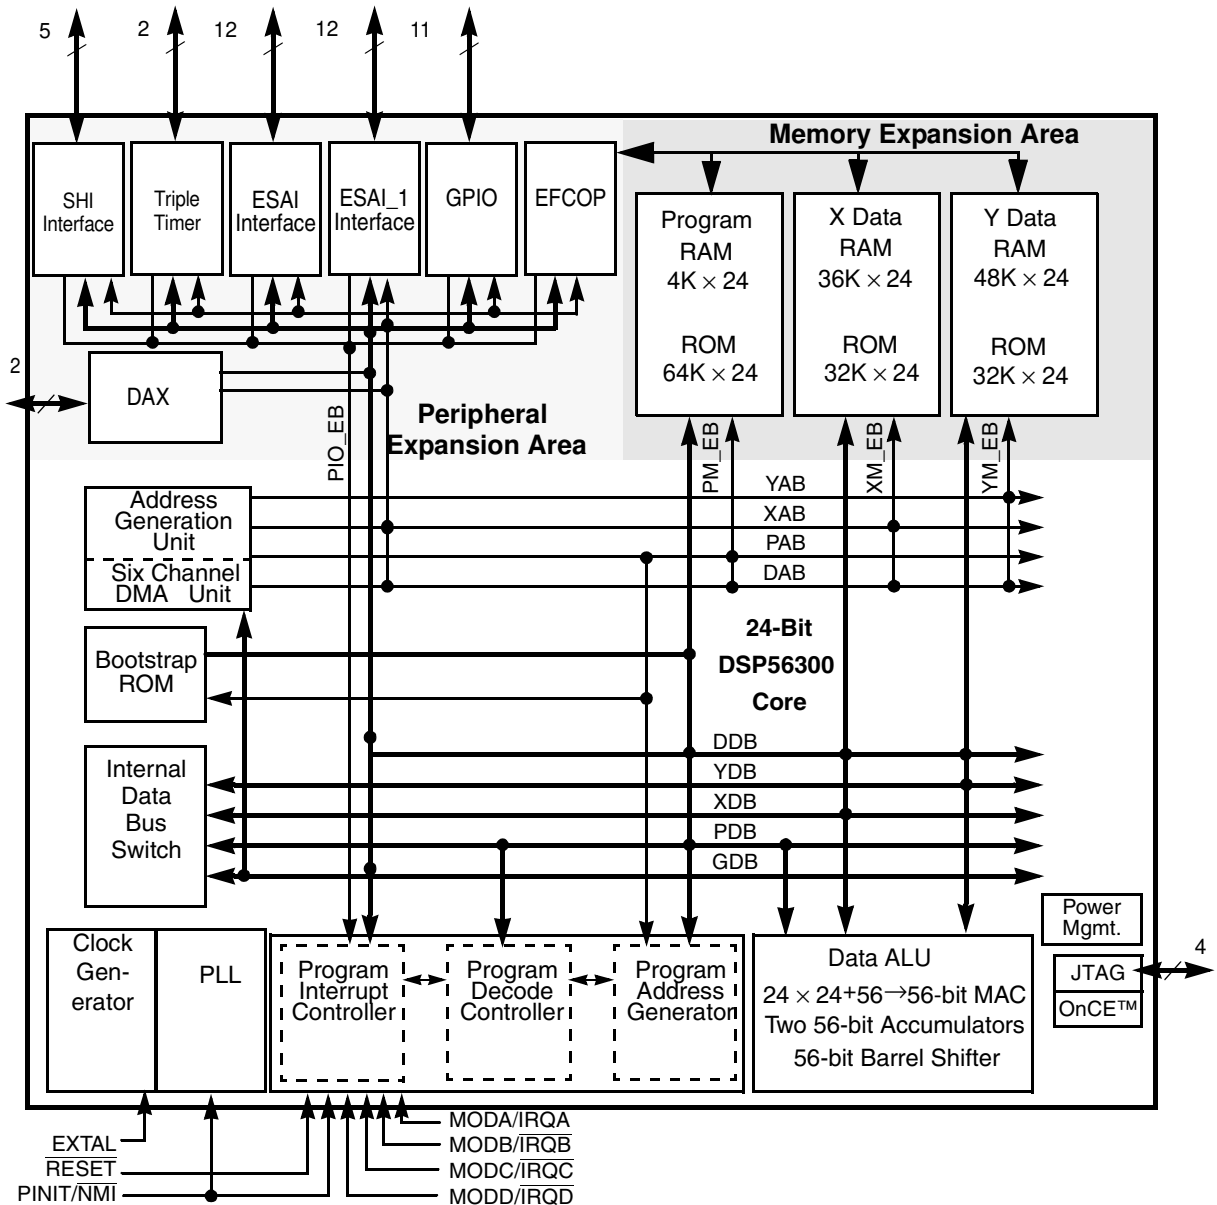 5 2 12 12 11
Memory Expansion Area
SHI
Interface
Triple
Timer
ESAI
Interface
ESAI_1
Interface
GPIO
EFCOP
Program
RAM
4K × 24
ROM
64K × 24
X Data
RAM
36K × 24
ROM
32K × 24
Y Data
RAM
48K × 24
ROM
32K × 24
2
DAX
Peripheral
Expansion Area
PIO_EB
PM_EB
XM_EB
YM_EB
Address
Generation
Unit
Six Channel
DMA Unit
YAB
XAB
PAB
DAB
24-Bit
DSP56300
Core
Bootstrap
ROM
Internal
Data
Bus
Switch
DDB
YDB
XDB
PDB
GDB
Clock
Gen-
erator
PLL
Program
Interrupt
Controller
Program
Decode
Controller
Program
Address
Generator
Data ALU
24 × 24+56→56-bit MAC
Two 56-bit Accumulators
56-bit Barrel Shifter
Power
Mgmt.
JTAG
OnCE™
4
EXTAL
RESET
PINIT/NMI
MODA/IRQA
MODB/IRQB
MODC/IRQC
MODD/IRQD